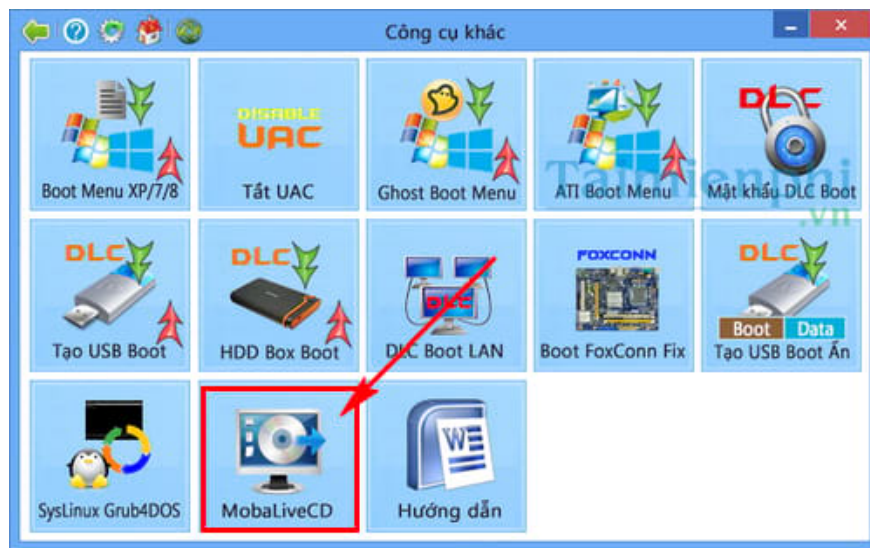 Công cụ khác
Boot Menu XP/7/8
DISABLE
UAC
Tắt UAC
Ghost Boot Menu
ATI Boot Menu
DLC
Mật khẩu DLC Boot
Taimienphi
.vn
DLC
Tạo USB Boot
DLC
HDD Box Boot
DLC
DLC Boot LAN
FOXCONN
Boot FoxConn Fix
DLC
Boot Data
Tạo USB Boot Ẩn
SysLinux Grub4DOS
MobaLiveCD
W
Hướng dẫn